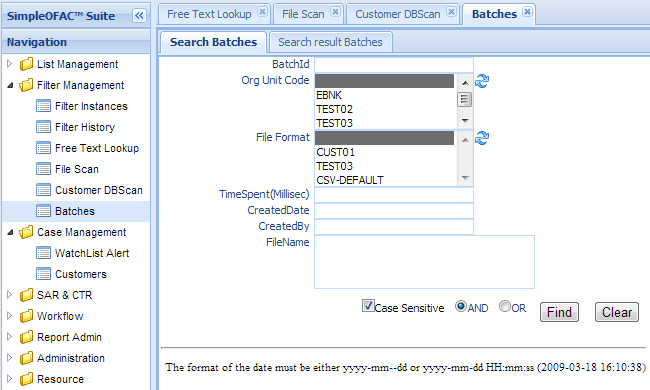 SimpleOFAC™ Suite
Free Text Lookup
File Scan
Customer DBScan
Batches
Navigation
List Management
Filter Management
Filter Instances
Filter History
Free Text Lookup
File Scan
Customer DBScan
Batches
Case Management
WatchList Alert
Customers
SAR & CTR
Workflow
Report Admin
Administration
Resource
Search Batches
Search result Batches
BatchId
Org Unit Code
EBNK
TEST02
TEST03
File Format
CUST01
TEST03
CSV-DEFAULT
TimeSpent(Millisec)
CreatedDate
CreatedBy
FileName
Case Sensitive AND OR Find Clear
The format of the date must be either yyyy-mm--dd or yyyy-mm-dd HH:mm:ss (2009-03-18 16:10:38)